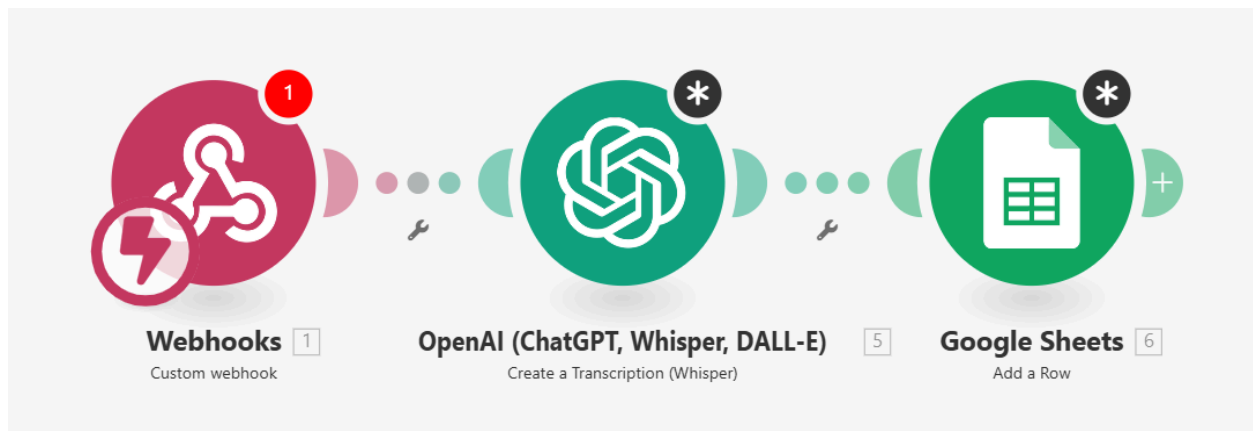 1
Webhooks 1
Custom webhook
OpenAI (ChatGPT, Whisper, DALL-E) 5
Create a Transcription (Whisper)
Google Sheets 6
Add a Row